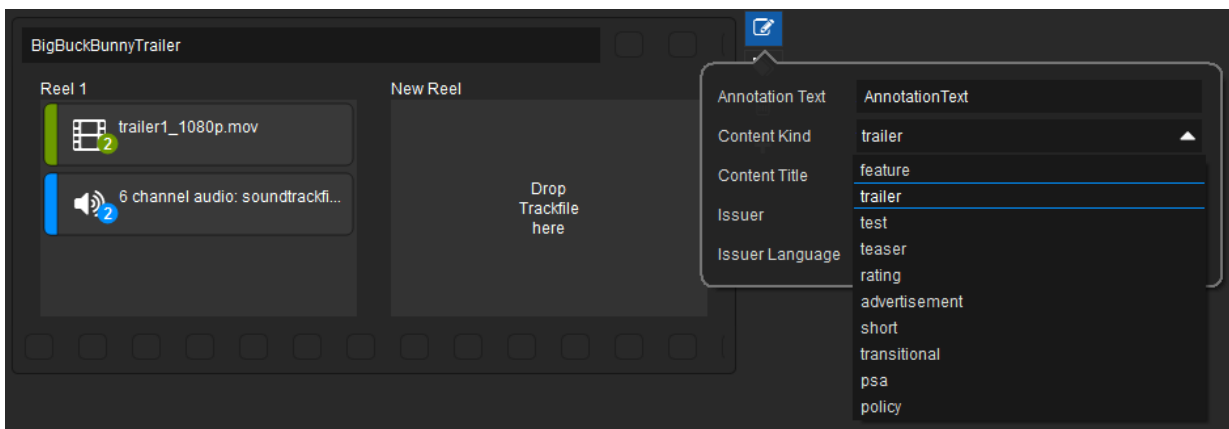 BigBuckBunnyTrailer
Reel 1
New Reel
trailer1_1080p.mov
2
6 channel audio: soundtrackfi...
2
Drop
Trackfile
here
Annotation Text AnnotationText
Content Kind trailer
Content Title
Issuer
Issuer Language
feature
trailer
test
teaser
rating
advertisement
short
transitional
psa
policy